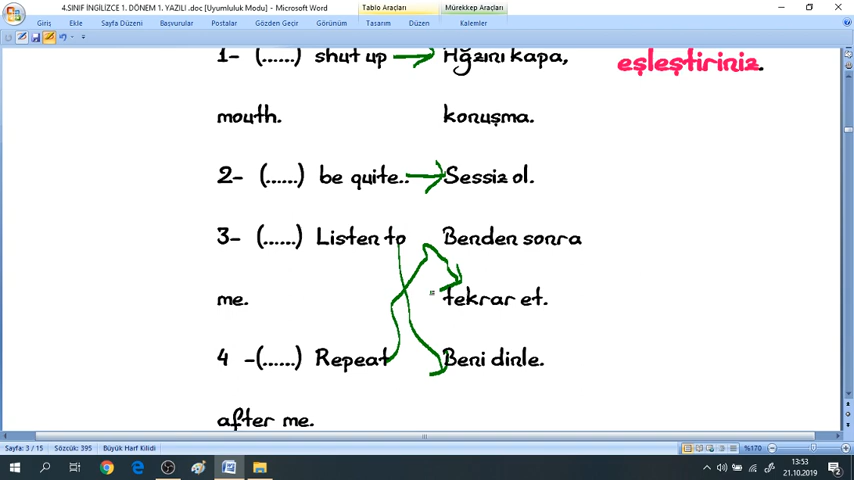 4.SINIF İNGİLİZCE 1. DÖNEM 1. YAZILI .doc [Uyumluluk Modu] - Microsoft Word
Tablo Araçları
Mürekkep Araçları
Giriş Ekle Sayfa Düzeni Başvurular Postalar Gözden Geçir Görünüm Tasarım Düzen Kalemler
1- (......) shut up Ağzını kapa, eşleştiriniz.
mouth. konuşma.
2- (......) be quite.. Sessiz ol.
3- (......) Listen to Benden sonra
me. tekrar et.
4 -(......) Repeat Beni dinle.
after me.
Sayfa: 3 / 15 Sözcük: 395 Büyük Harf Kilidi %170
13:53
21.10.2019
2